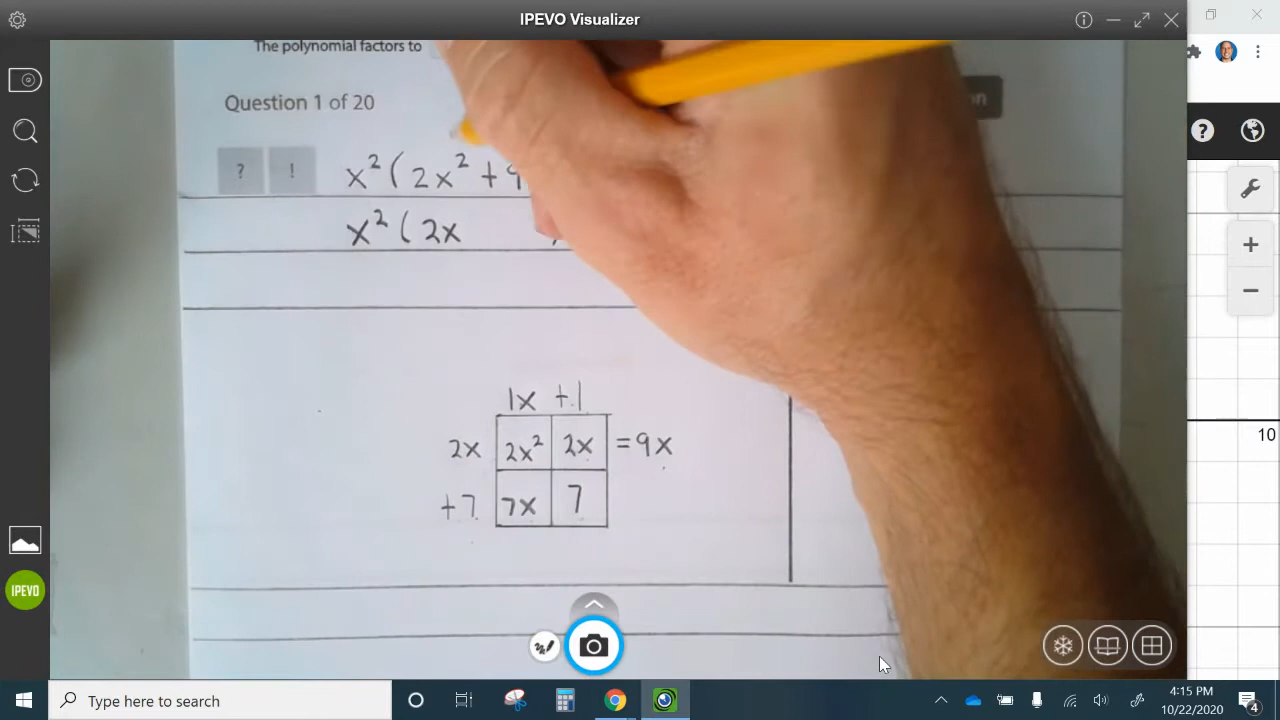 IPEVO Visualizer
The polynomial factors to
Question 1 of 20
? !
x² ( 2x² + 9
x² ( 2x
1x +1
2x 2x² 2x = 9x
+7 7x 7
10
IPEVO
Type here to search
4:15 PM
10/22/2020
4